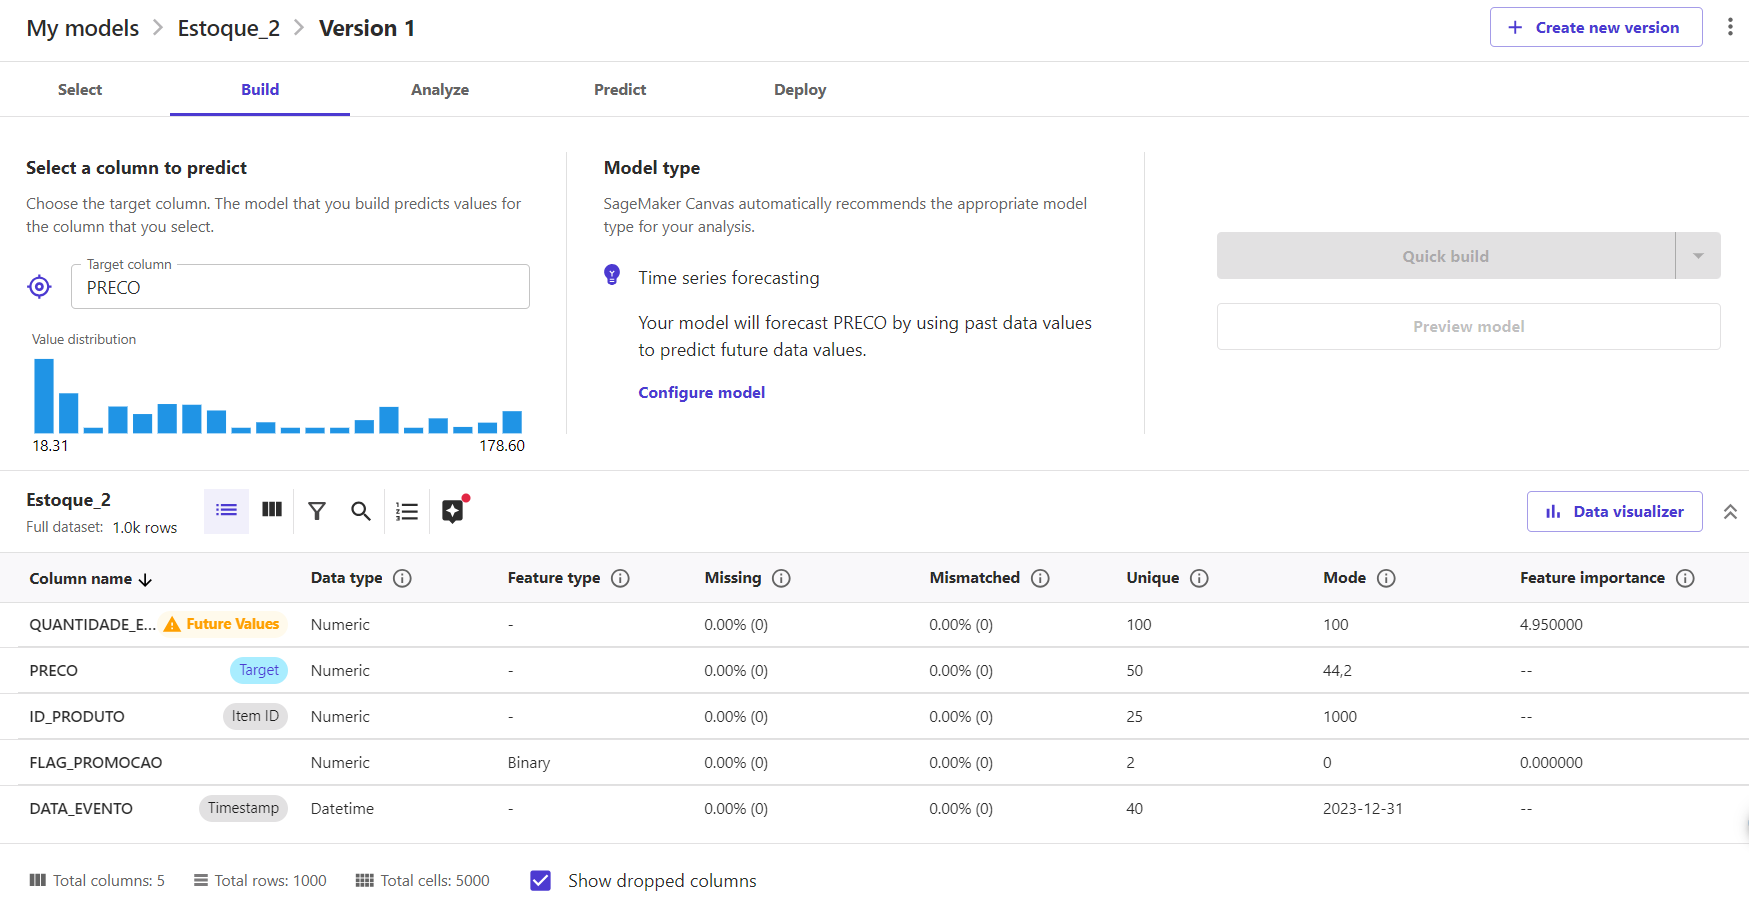 My models > Estoque_2 > Version 1
Create new version
Select Build Analyze Predict Deploy
Select a column to predict
Choose the target column. The model that you build predicts values for
the column that you select.
Target column
PRECO
Value distribution
18.31 178.60
Model type
SageMaker Canvas automatically recommends the appropriate model
type for your analysis.
Time series forecasting
Your model will forecast PRECO by using past data values
to predict future data values.
Configure model
Quick build
Preview model
Estoque_2
Full dataset: 1.0k rows
Data visualizer
Column name Data type Feature type Missing Mismatched Unique Mode Feature importance
QUANTIDADE_E... Future Values Numeric - 0.00% (0) 0.00% (0) 100 100 4.950000
PRECO Target Numeric - 0.00% (0) 0.00% (0) 50 44,2 --
ID_PRODUTO Item ID Numeric - 0.00% (0) 0.00% (0) 25 1000 --
FLAG_PROMOCAO Numeric Binary 0.00% (0) 0.00% (0) 2 0 0.000000
DATA_EVENTO Timestamp Datetime - 0.00% (0) 0.00% (0) 40 2023-12-31 --
Total columns: 5 Total rows: 1000 Total cells: 5000 Show dropped columns